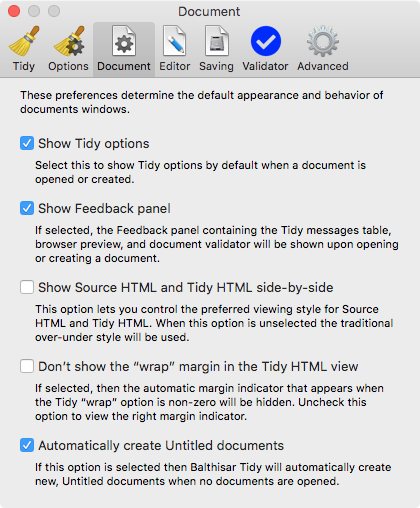 Document
Tidy Options Document Editor Saving Validator Advanced
These preferences determine the default appearance and behavior of
documents windows.
Show Tidy options
Select this to show Tidy options by default when a document is
opened or created.
Show Feedback panel
If selected, the Feedback panel containing the Tidy messages table,
browser preview, and document validator will be shown upon opening
or creating a document.
Show Source HTML and Tidy HTML side-by-side
This option lets you control the preferred viewing style for Source
HTML and Tidy HTML. When this option is unselected the traditional
over-under style will be used.
Don’t show the “wrap” margin in the Tidy HTML view
If selected, then the automatic margin indicator that appears when
the Tidy “wrap” option is non-zero will be hidden. Uncheck this
option to view the right margin indicator.
Automatically create Untitled documents
If this option is selected then Balthisar Tidy will automatically create
new, Untitled documents when no documents are opened.